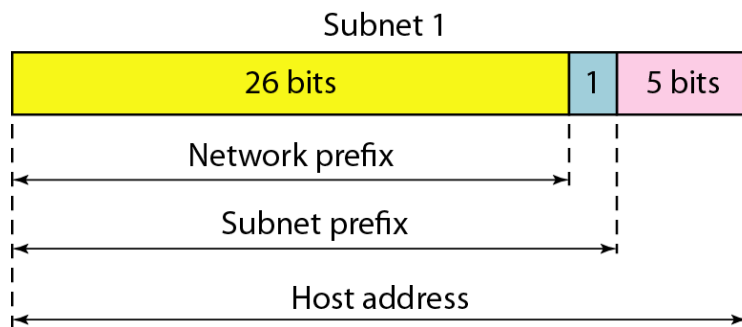 Subnet 1
26 bits 1 5 bits
Network prefix
Subnet prefix
Host address